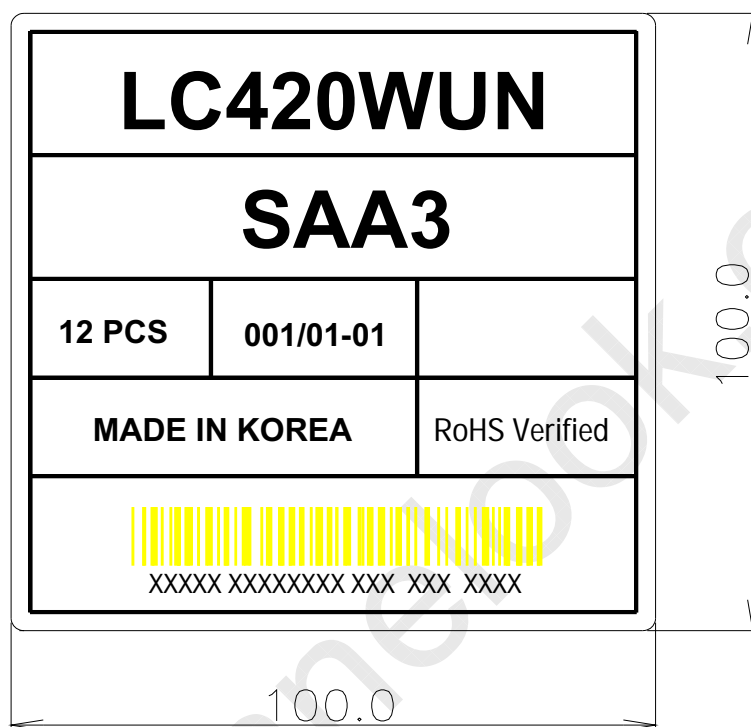 LC420WUN
SAA3
12 PCS 001/01-01
MADE IN KOREA RoHS Verified
XXXXX XXXXXXXX XXX XXX XXXX
100.0
100.0